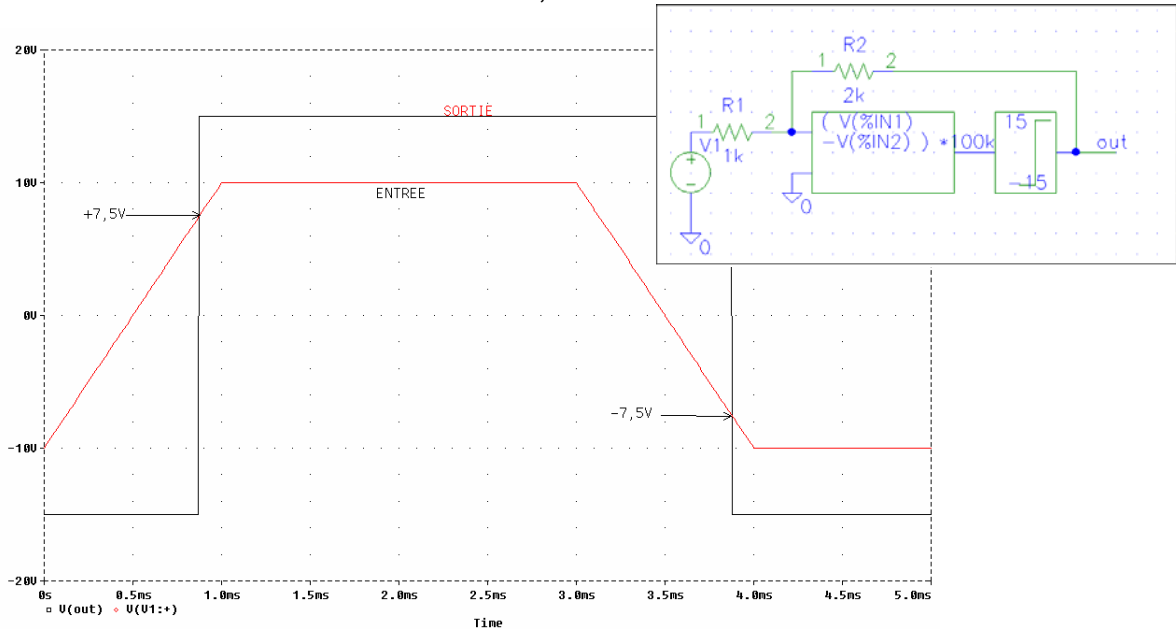 20V
SORTIE
10V
ENTREE
+7,5V
0V
-7,5V
-10V
-20V
0s 0.5ms 1.0ms 1.5ms 2.0ms 2.5ms 3.0ms 3.5ms 4.0ms 4.5ms 5.0ms
V(out) V(V1:+)
Time
R2
1 2
2k
R1
1 2
V1
1k
( V(%IN1)
-V(%IN2) ) *100k
15
-15
out
+
-
0
0